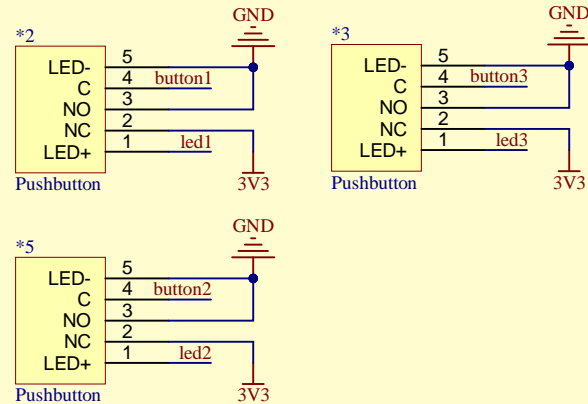 GND
*2
LED- 5
C 4 button1
NO 3
NC 2
LED+ 1 led1
Pushbutton 3V3
GND
*3
LED- 5
C 4 button3
NO 3
NC 2
LED+ 1 led3
Pushbutton 3V3
GND
*5
LED- 5
C 4 button2
NO 3
NC 2
LED+ 1 led2
Pushbutton 3V3